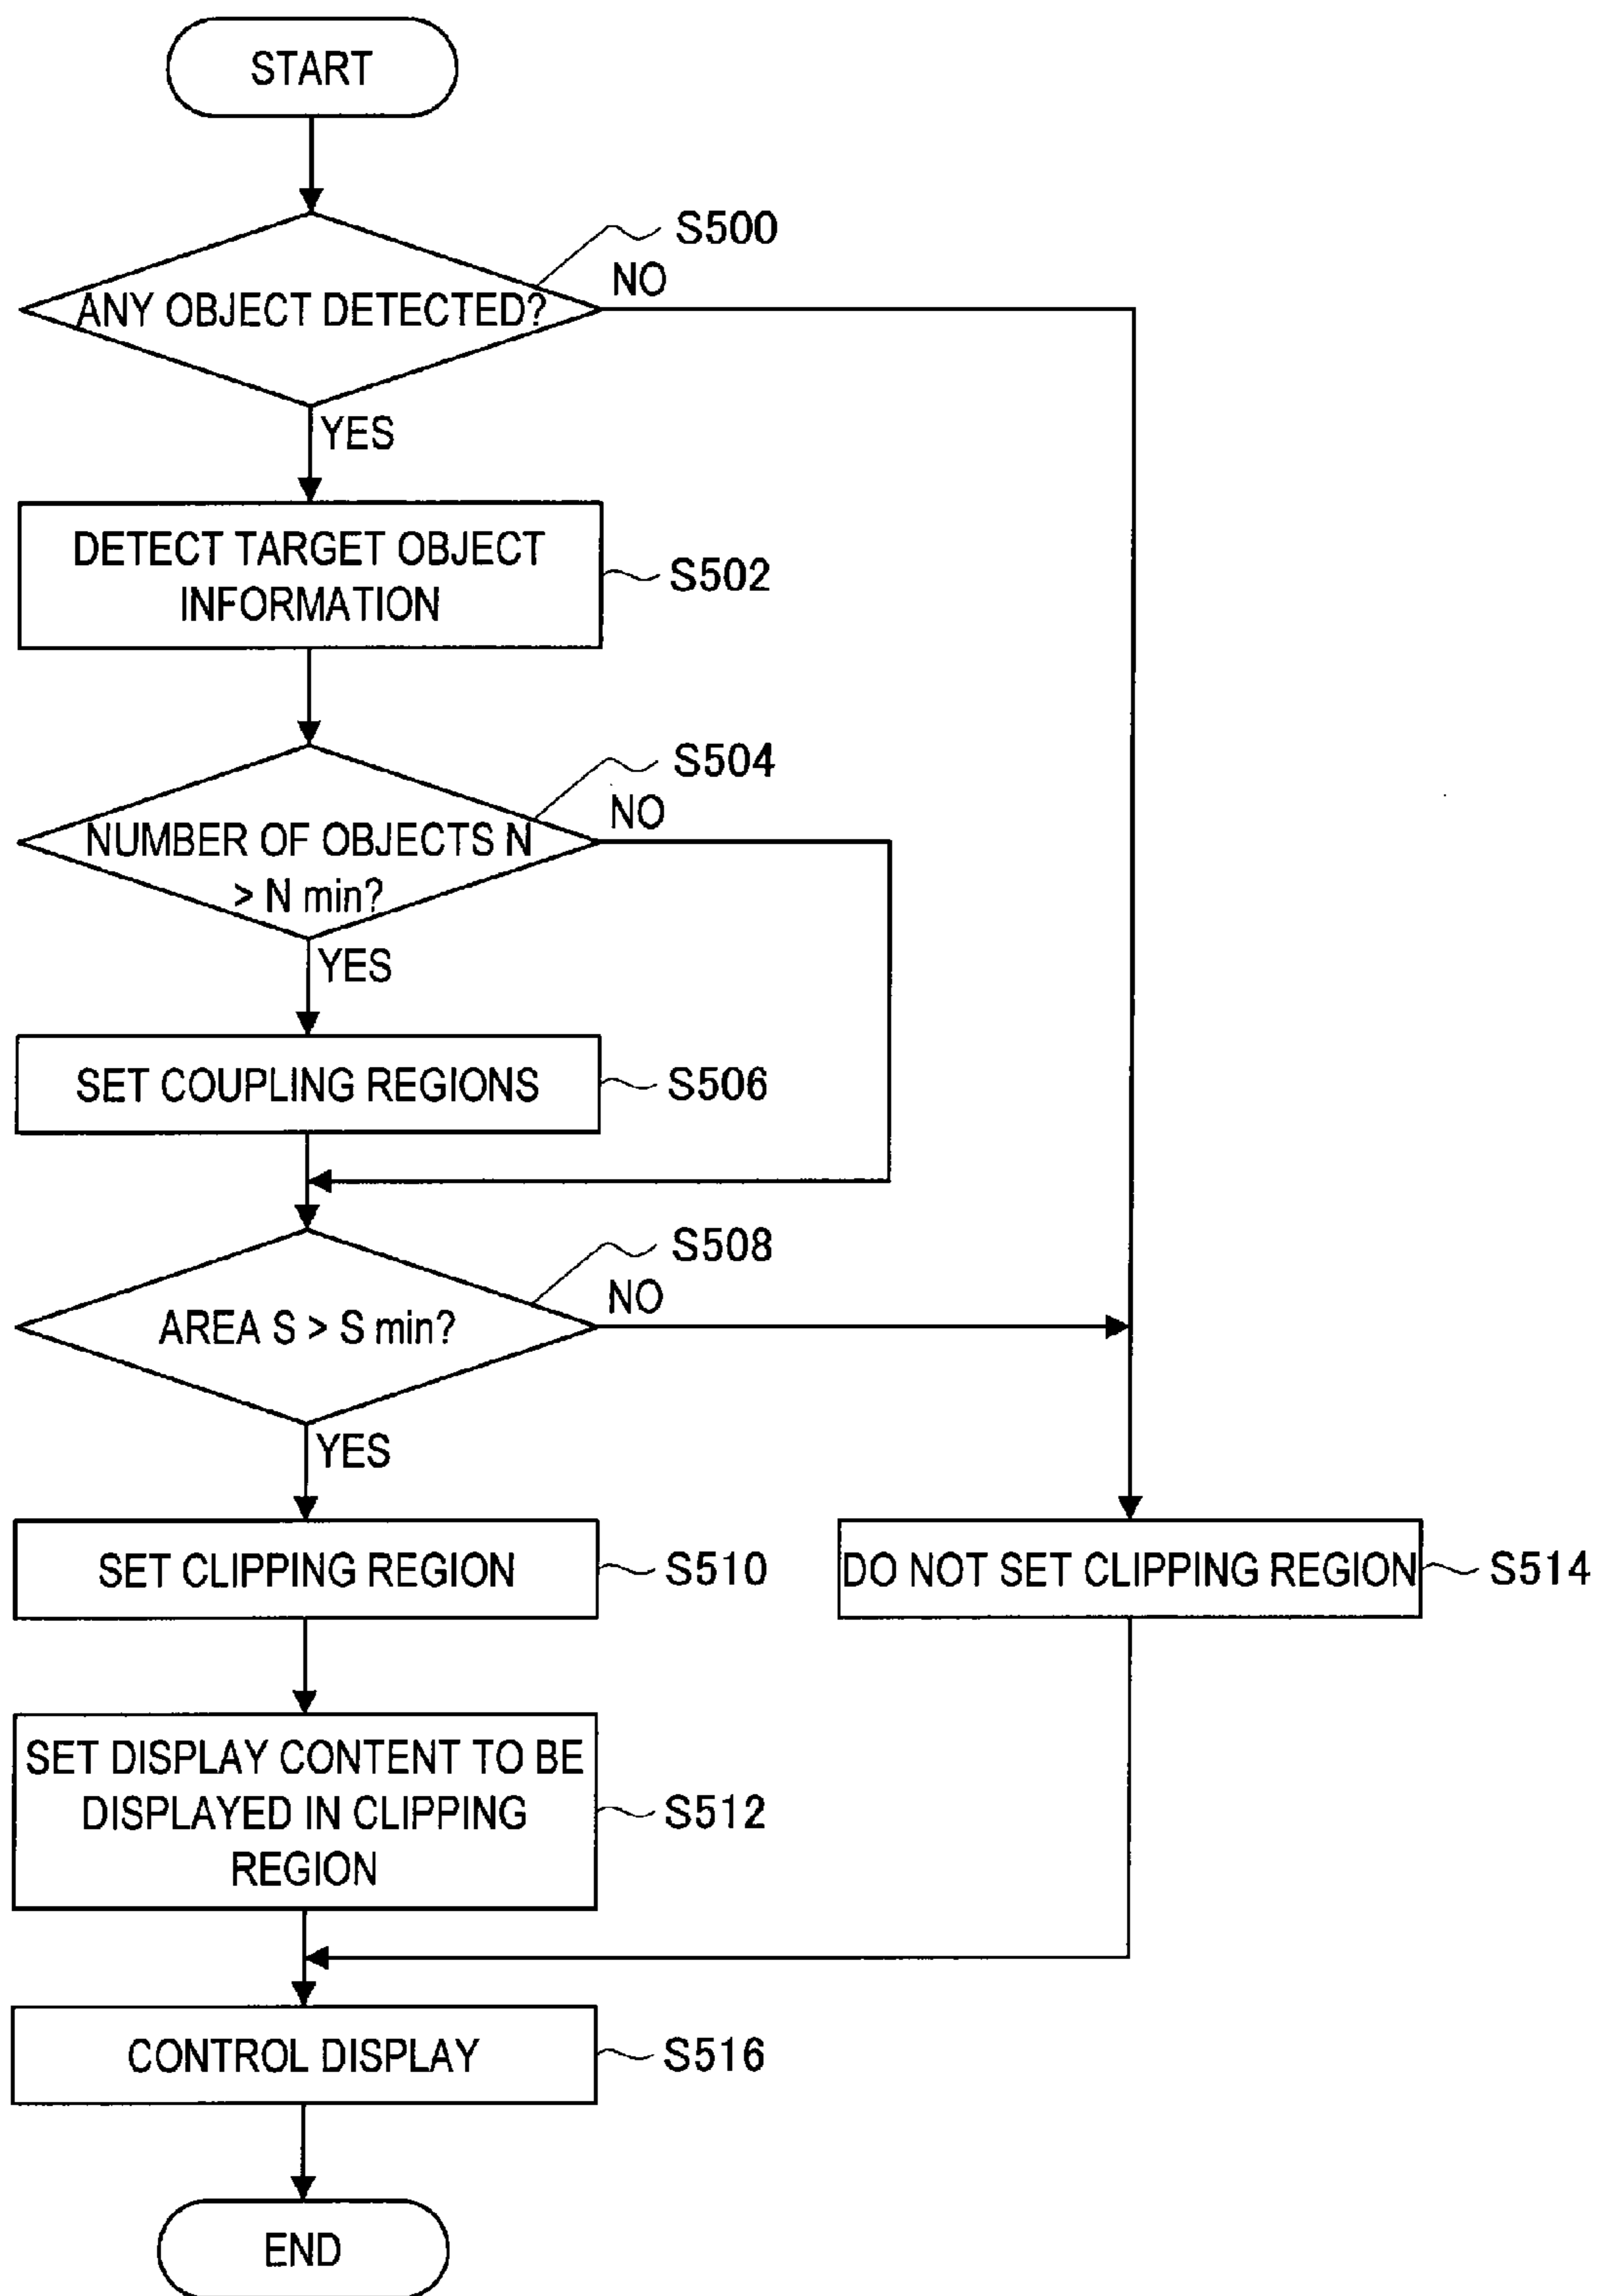 START
S500
NO
ANY OBJECT DETECTED?
YES
DETECT TARGET OBJECT
INFORMATION
S502
S504
NO
NUMBER OF OBJECTS N
> N min?
YES
SET COUPLING REGIONS
S506
S508
NO
AREA S > S min?
YES
SET CLIPPING REGION
S510
DO NOT SET CLIPPING REGION
S514
SET DISPLAY CONTENT TO BE
DISPLAYED IN CLIPPING
REGION
S512
CONTROL DISPLAY
S516
END